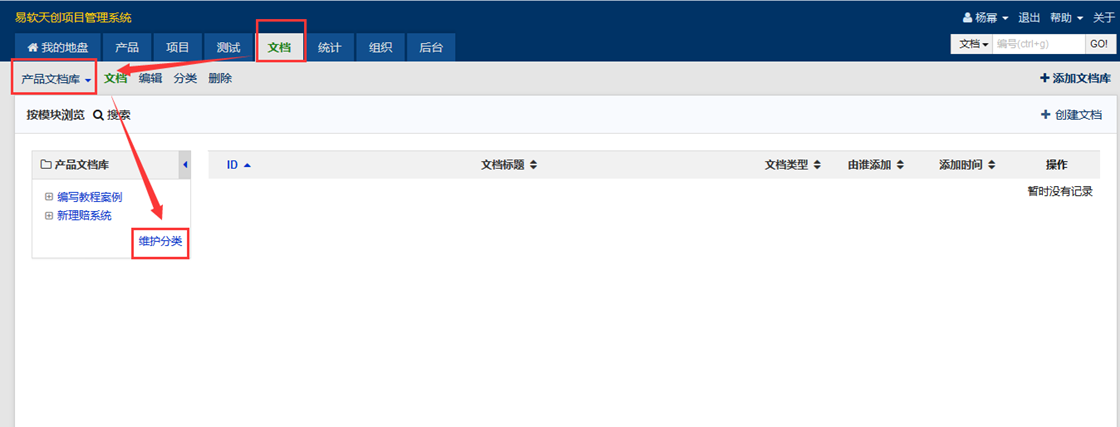 易软天创项目管理系统
杨幂 退出 帮助 关于
我的地盘 产品 项目 测试 文档 统计 组织 后台
文档 编号(ctrl+g) GO!
产品文档库 文档 编辑 分类 删除 添加文档库
按模块浏览 搜索 创建文档
产品文档库 ID 文档标题 文档类型 由谁添加 添加时间 操作
暂时没有记录
编写教程案例
新理赔系统
维护分类